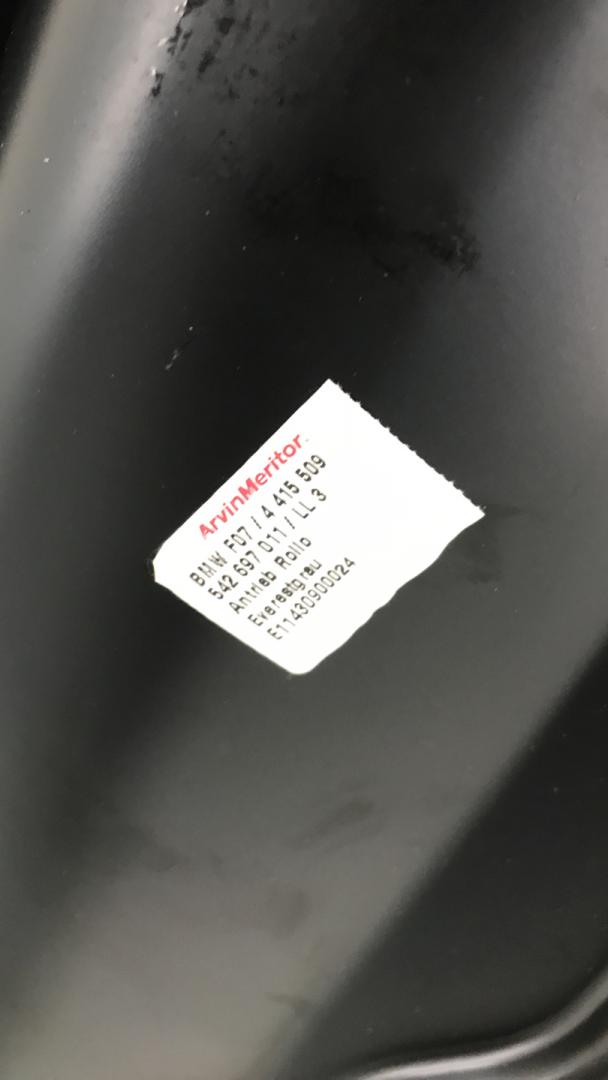 ArvinMeritor.
BMW F07 / 4 415 509
542 697 011 / LL 3
Antrieb Rollo
Everestgrau
E11430900024